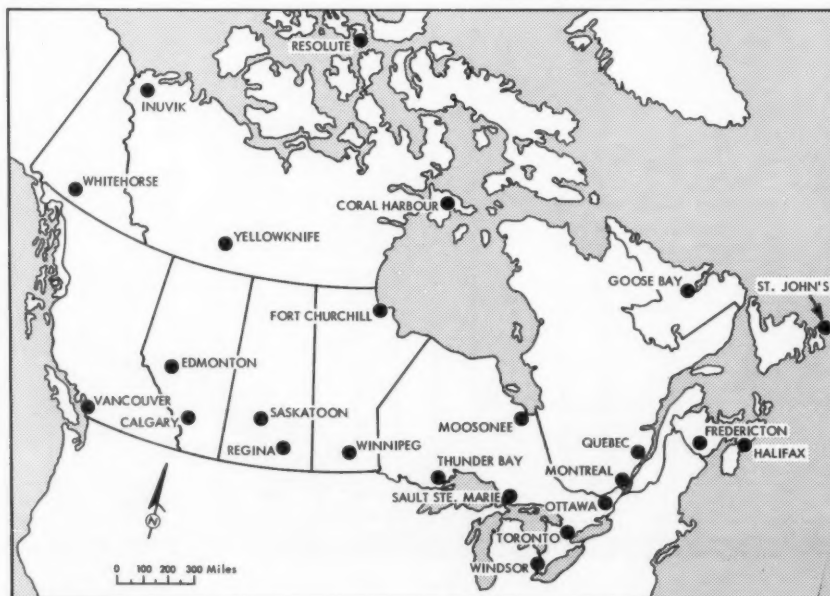 RESOLUTE
INUVIK
WHITEHORSE
CORAL HARBOUR
YELLOWKNIFE
GOOSE BAY
ST. JOHN'S
FORT CHURCHILL
EDMONTON
VANCOUVER
CALGARY
SASKATOON
MOOSONEE
FREDERICTON
REGINA
WINNIPEG
QUEBEC
HALIFAX
THUNDER BAY
MONTREAL
SAULT STE. MARIE
OTTAWA
N
TORONTO
WINDSOR
0 100 200 300 Miles